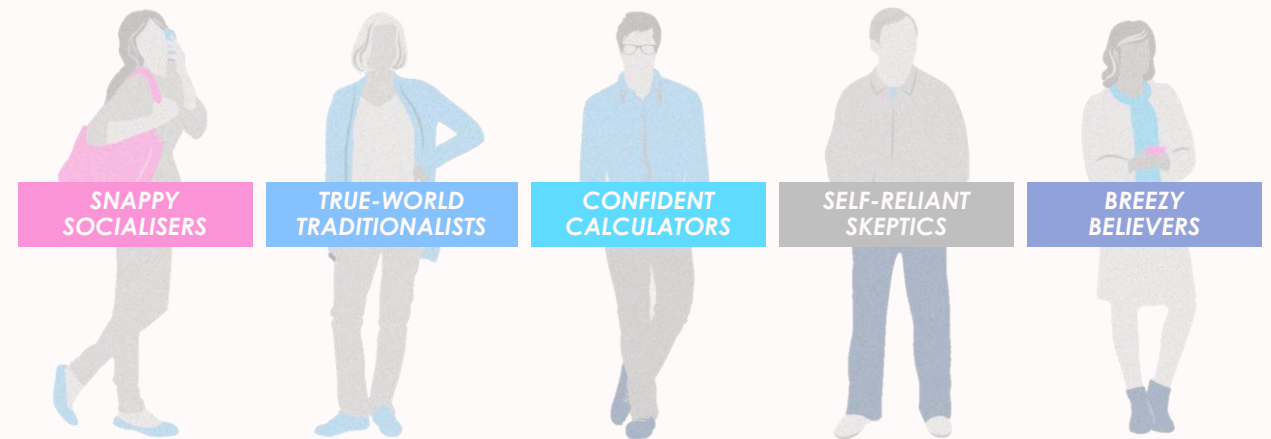 SNAPPY
SOCIALISERS
TRUE-WORLD
TRADITIONALISTS
CONFIDENT
CALCULATORS
SELF-RELIANT
SKEPTICS
BREEZY
BELIEVERS